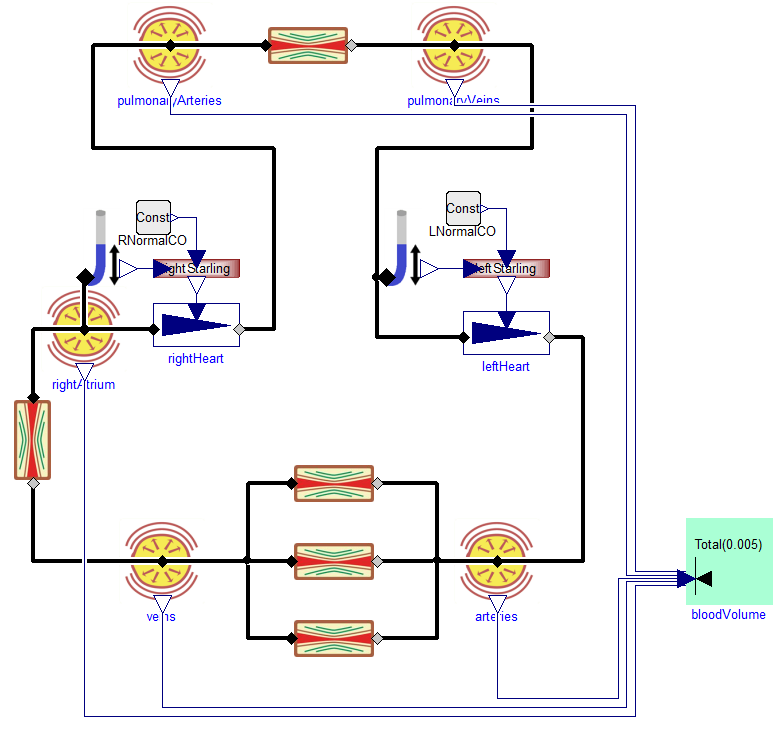 pulmonaryArteries
pulmonaryVeins
Const
RNormalCO
Const
LNormalCO
rightStarling
leftStarling
rightHeart
leftHeart
rightAtrium
Total(0.005)
bloodVolume
veins
arteries